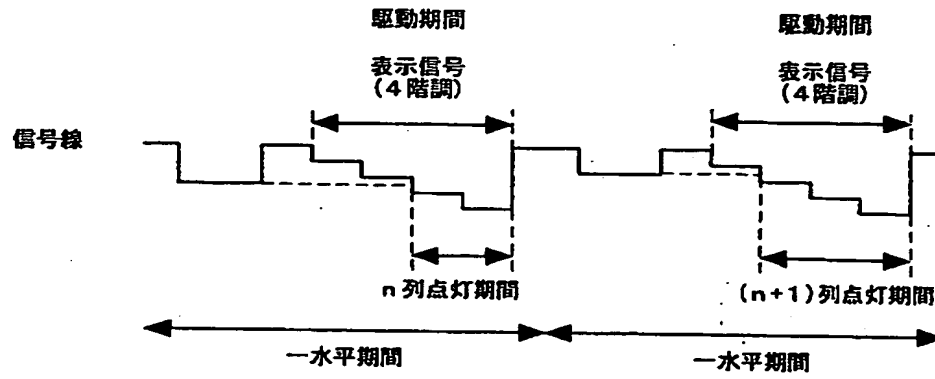 駆動期間
表示信号
(4階調)
駆動期間
表示信号
(4階調)
信号線
n列点灯期間
(n+1)列点灯期間
一水平期間
一水平期間